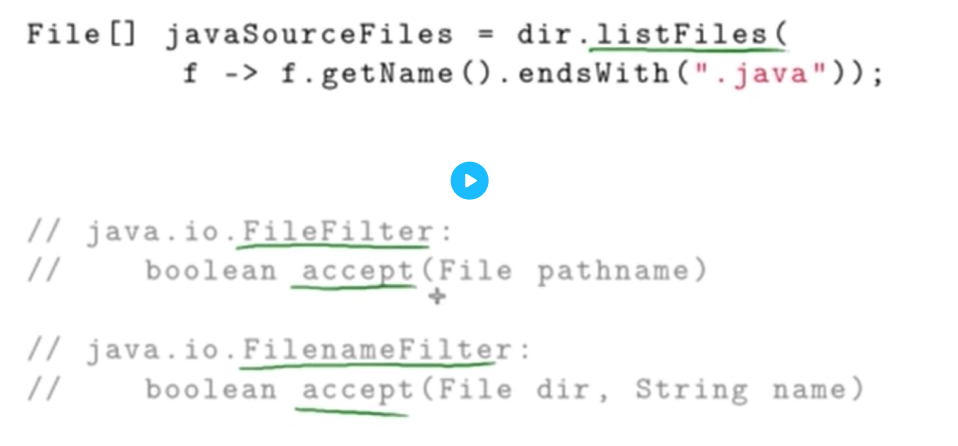 File[] javaSourceFiles = dir.listFiles(
f -> f.getName().endsWith(".java"));
// java.io.FileFilter:
// boolean accept(File pathname)
// java.io.FilenameFilter:
// boolean accept(File dir, String name)